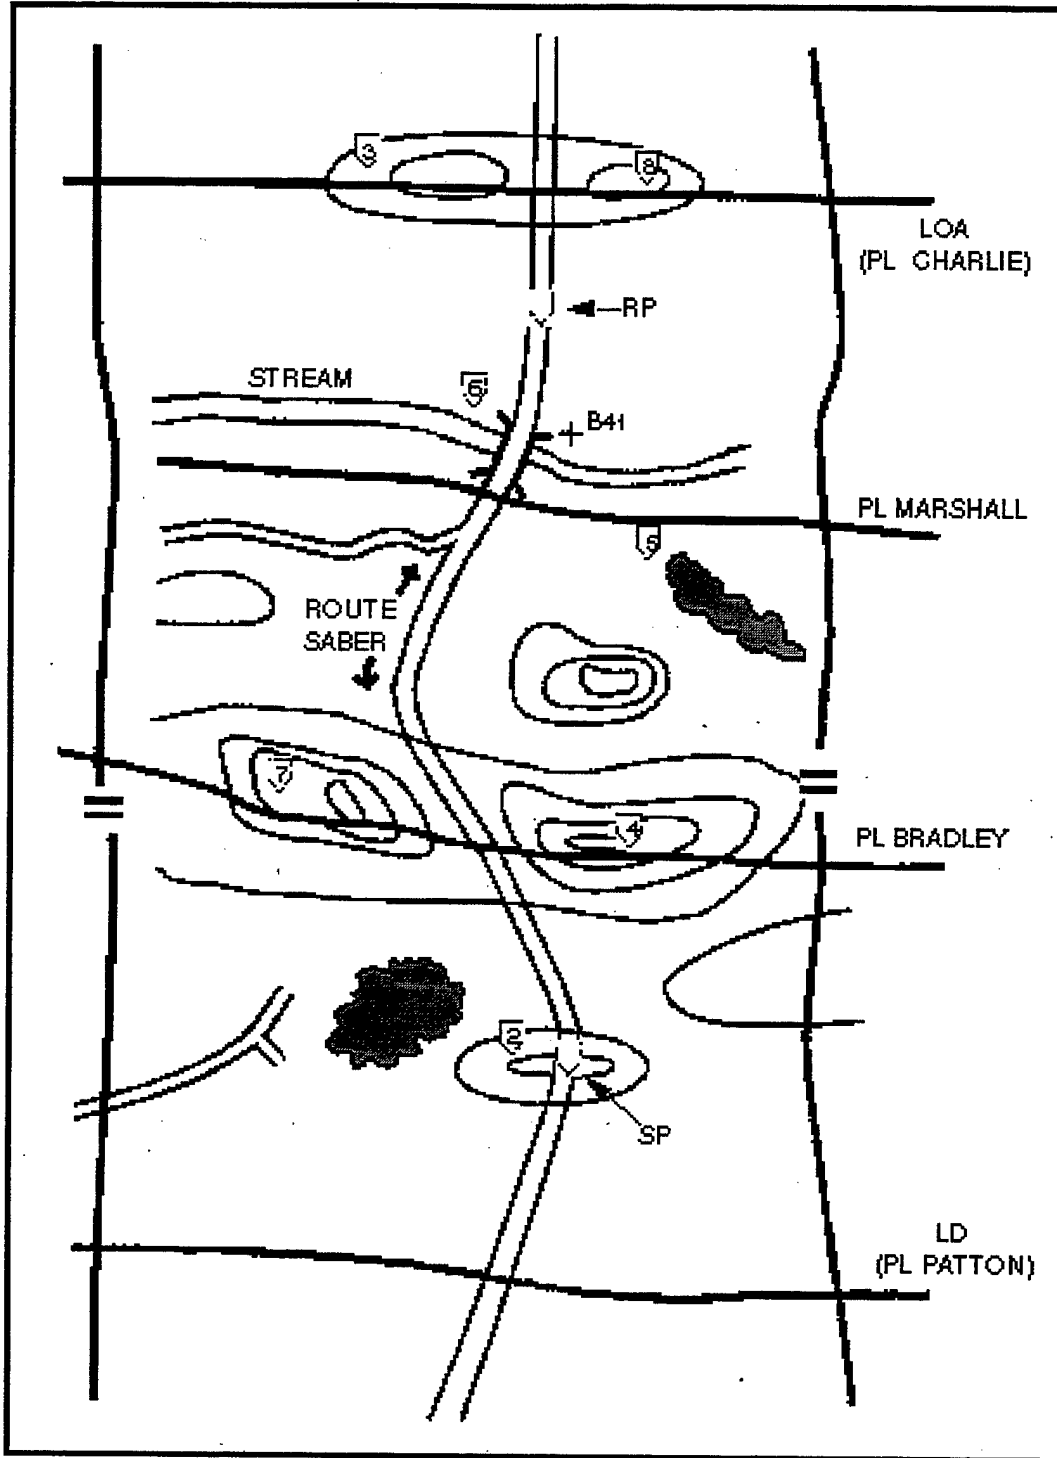 3
8
LOA
(PL CHARLIE)
RP
STREAM
6
B41
PL MARSHALL
5
ROUTE
SABER
7
4
PL BRADLEY
2
SP
LD
(PL PATTON)